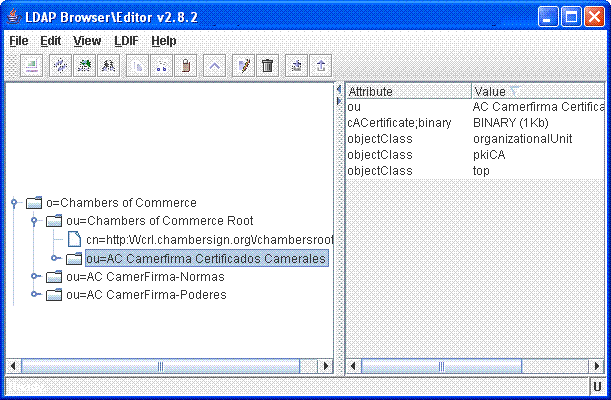 LDAP Browser\Editor v2.8.2
File Edit View LDIF Help
Attribute Value
ou AC Camerfirma Certifica
cACertificate;binary BINARY (1Kb)
objectClass organizationalUnit
objectClass pkiCA
objectClass top
o=Chambers of Commerce
ou=Chambers of Commerce Root
cn=http:\/\/crl.chambersign.org\/chambersroot
ou=AC Camerfirma Certificados Camerales
ou=AC CamerFirma-Normas
ou=AC CamerFirma-Poderes
Ready.
U